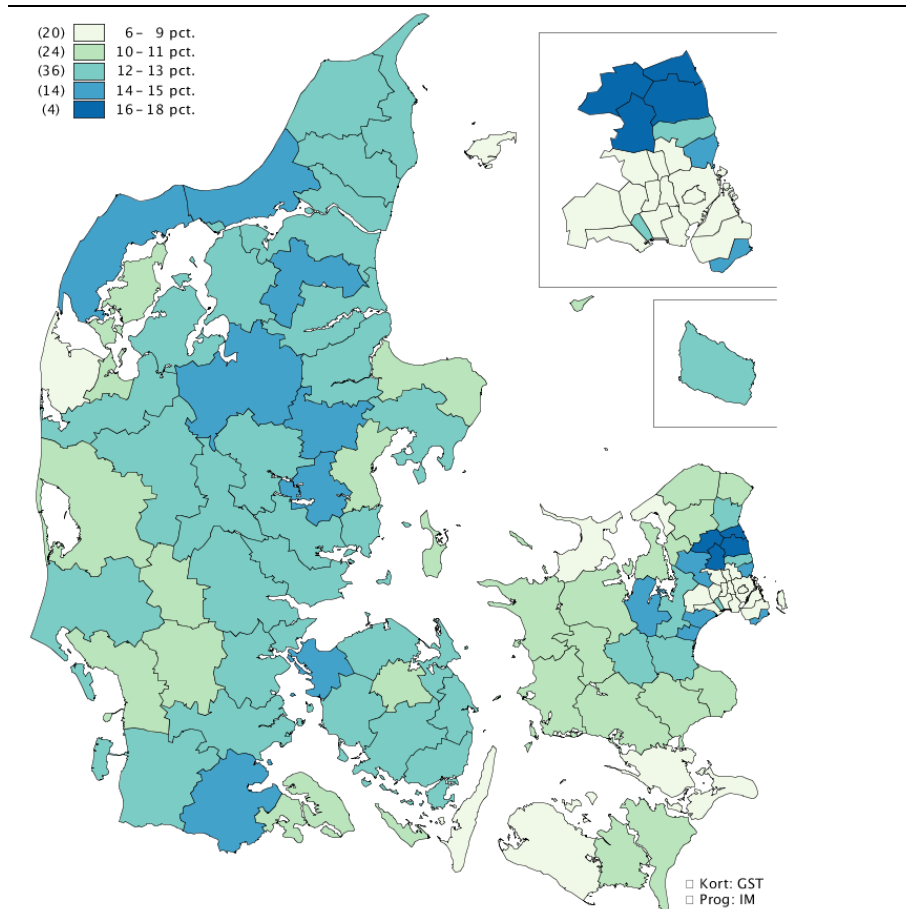 (20) 6 – 9 pct.
(24) 10 – 11 pct.
(36) 12 – 13 pct.
(14) 14 – 15 pct.
(4) 16 – 18 pct.
□ Kort: GST
□ Prog: IM